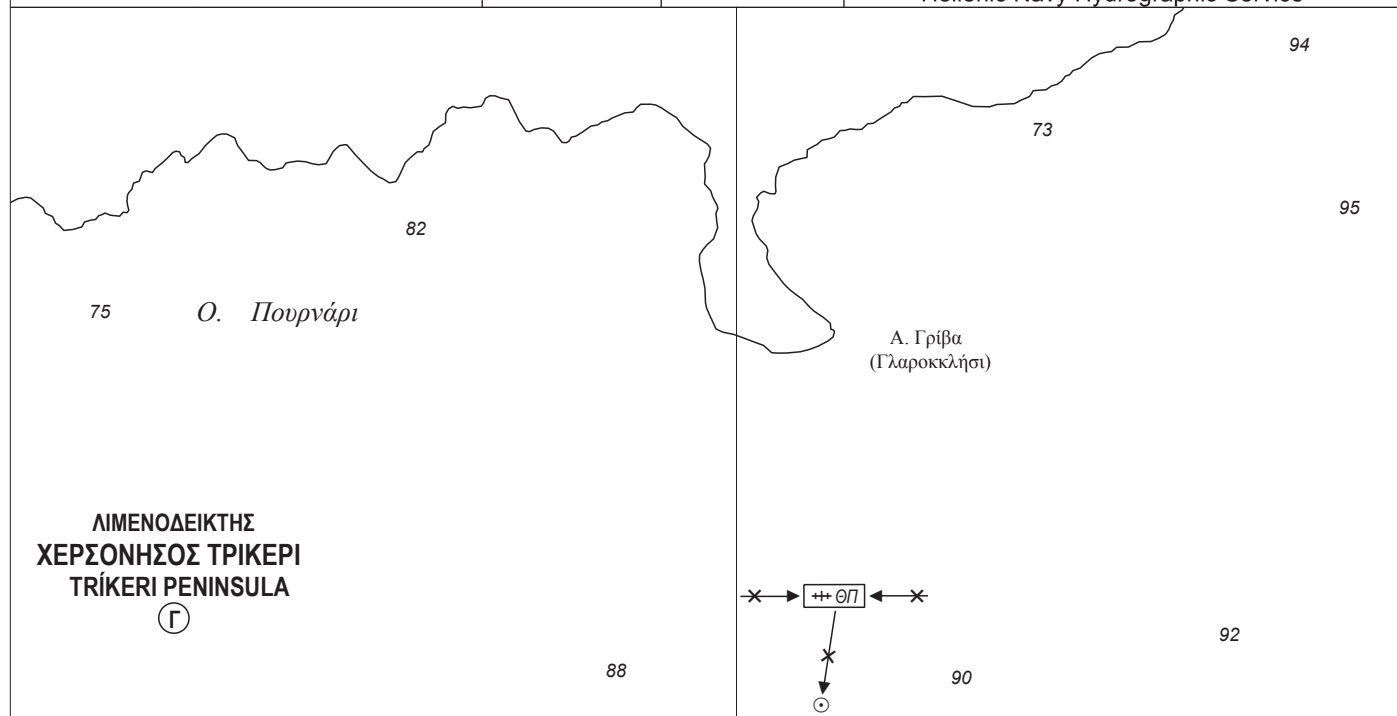 Hellenic Navy Hydrographic Service
94
73
95
82
75
Ο. Πουρνάρι
Α. Γρίβα
(Γλαροκκλήσι)
ΛΙΜΕΝΟΔΕΙΚΤΗΣ
ΧΕΡΣΟΝΗΣΟΣ ΤΡΙΚΕΡΙ
TRÍKERI PENINSULA
Γ
ΘΠ
92
88
90